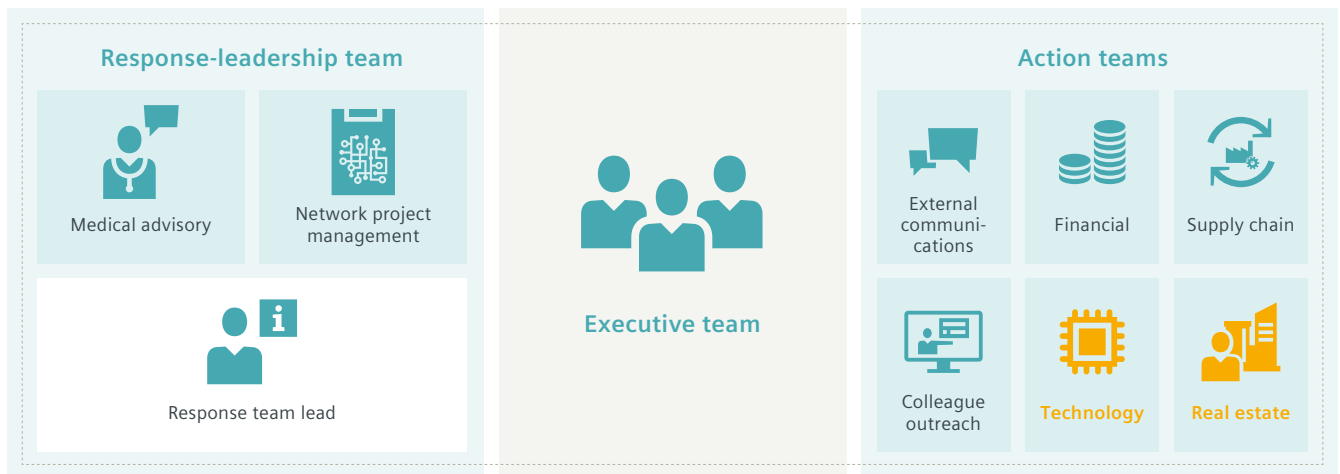 Response-leadership team
Medical advisory
Network project
management
i
Response team lead
Executive team
Action teams
External
communi-
cations
Financial
Supply chain
Colleague
outreach
Technology
Real estate